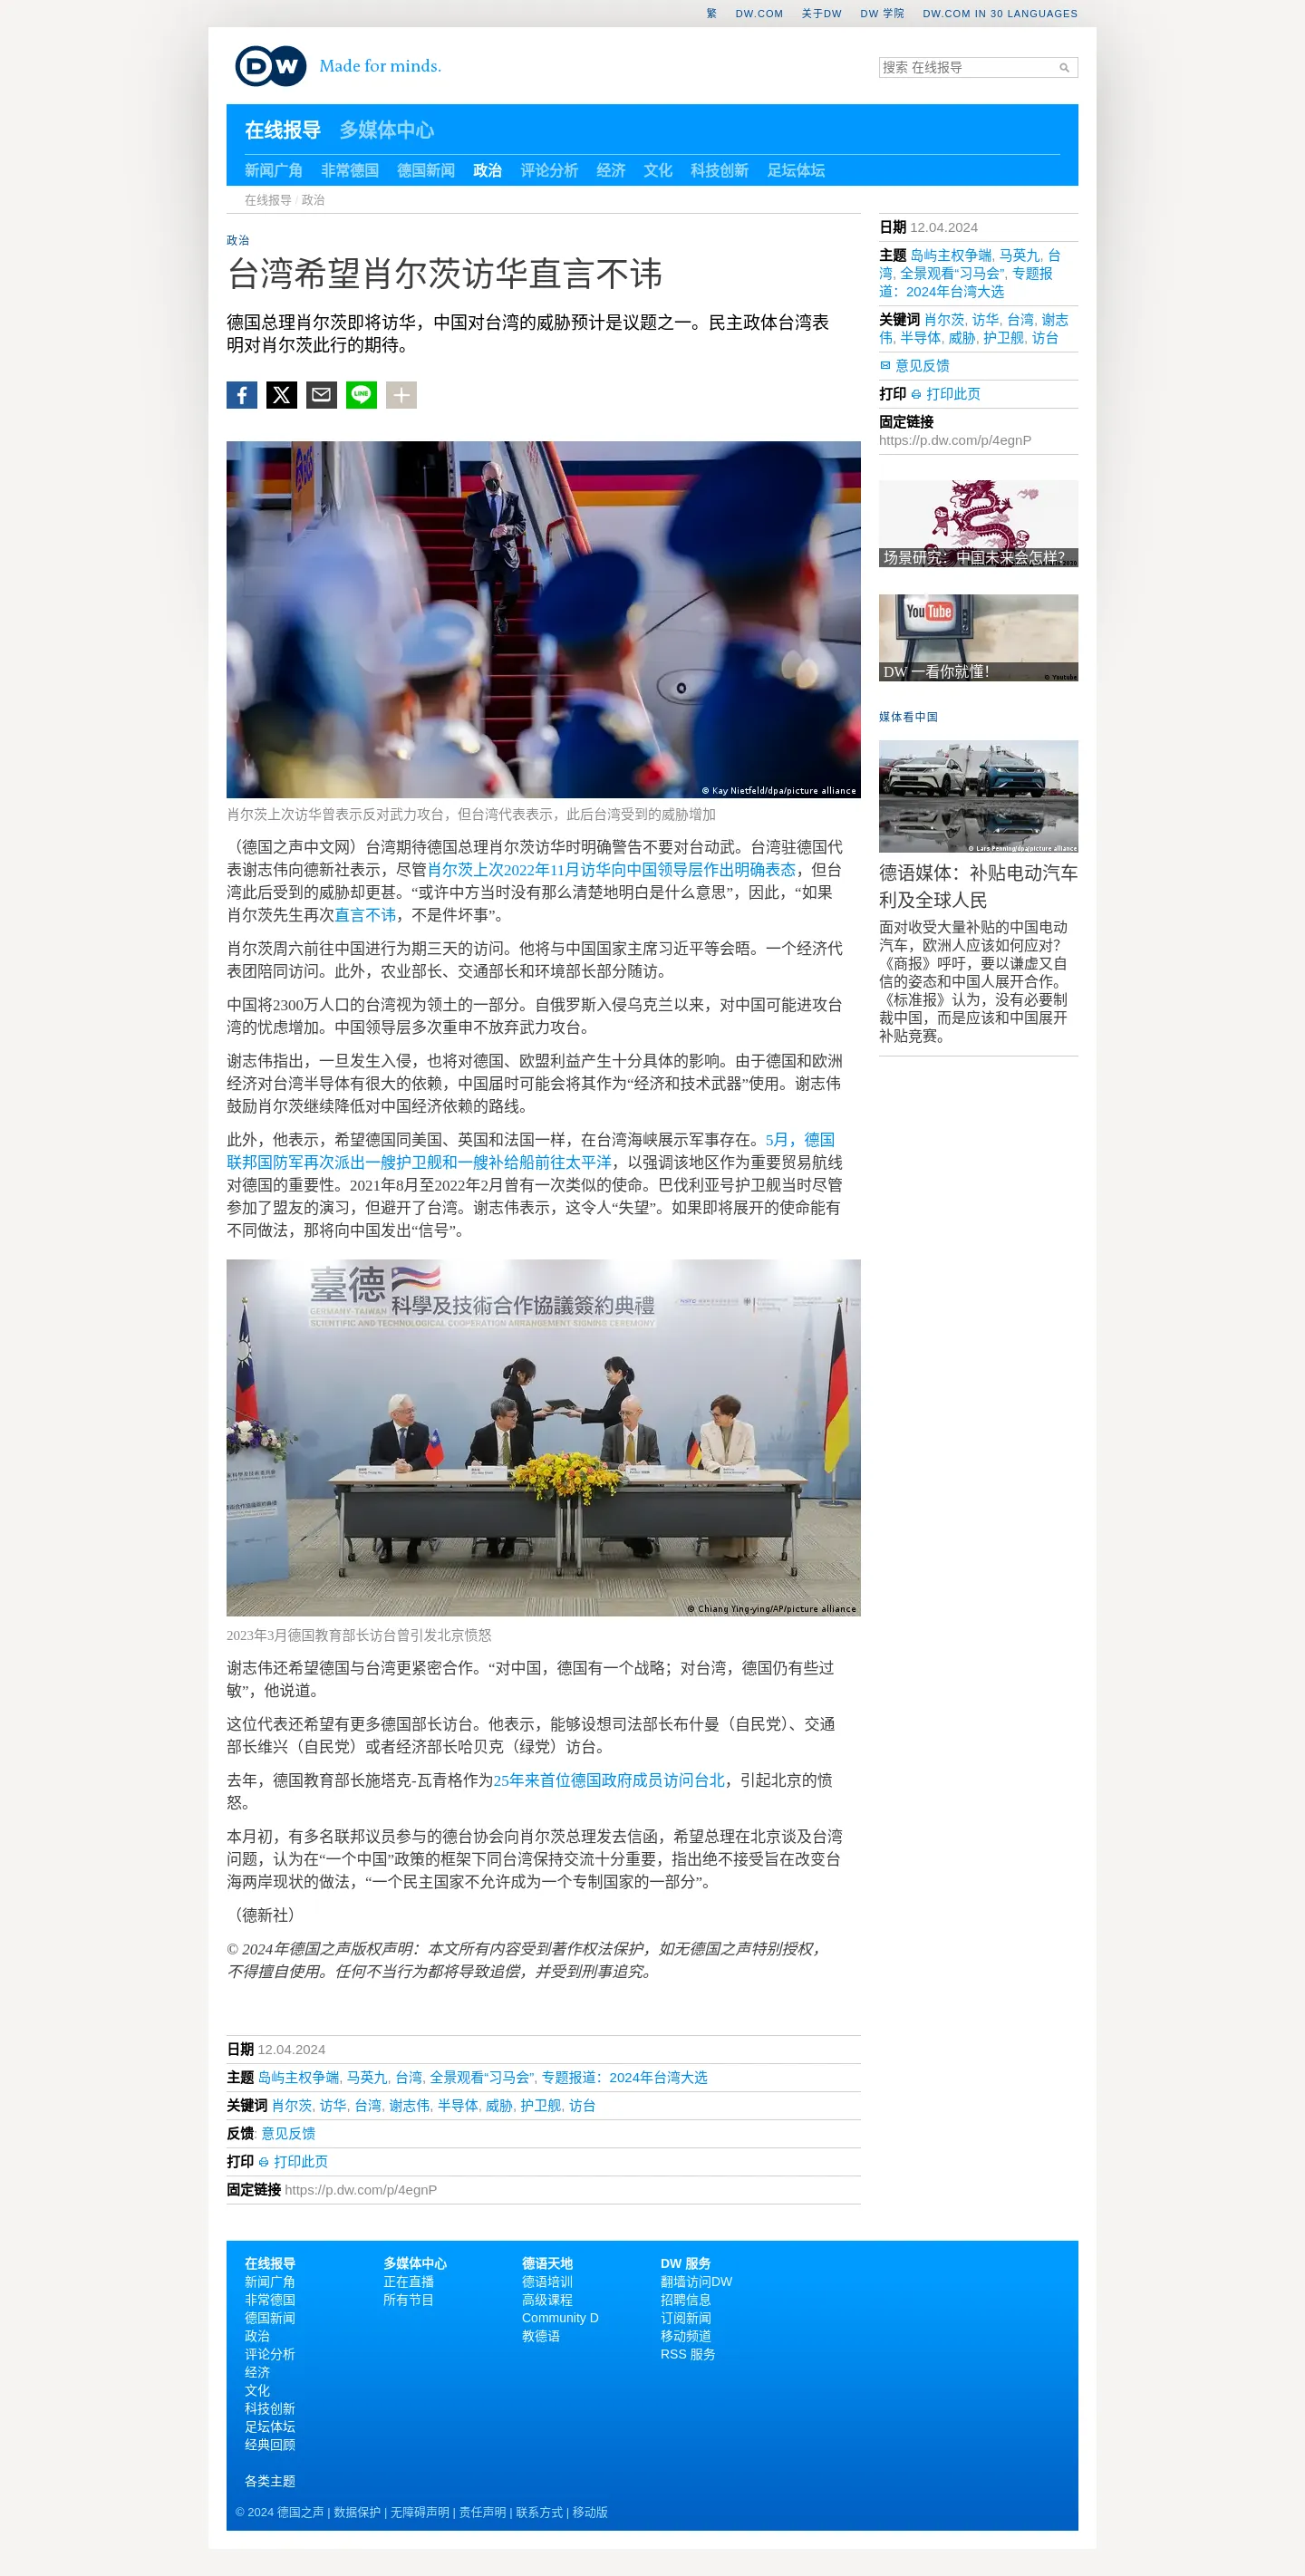 繁 DW.COM 关于DW DW 学院 DW.COM IN 30 LANGUAGES
DW Made for minds.
搜索 在线报导
在线报导 多媒体中心
新闻广角 非常德国 德国新闻 政治 评论分析 经济 文化 科技创新 足坛体坛
在线报导 / 政治
政治
台湾希望肖尔茨访华直言不讳
德国总理肖尔茨即将访华，中国对台湾的威胁预计是议题之一。民主政体台湾表
明对肖尔茨此行的期待。
LINE
© Kay Nietfeld/dpa/picture alliance
肖尔茨上次访华曾表示反对武力攻台，但台湾代表表示，此后台湾受到的威胁增加
（德国之声中文网）台湾期待德国总理肖尔茨访华时明确警告不要对台动武。台湾驻德国代
表谢志伟向德新社表示，尽管肖尔茨上次2022年11月访华向中国领导层作出明确表态，但台
湾此后受到的威胁却更甚。“或许中方当时没有那么清楚地明白是什么意思”，因此，“如果
肖尔茨先生再次直言不讳，不是件坏事”。
肖尔茨周六前往中国进行为期三天的访问。他将与中国国家主席习近平等会晤。一个经济代
表团陪同访问。此外，农业部长、交通部长和环境部长部分随访。
中国将2300万人口的台湾视为领土的一部分。自俄罗斯入侵乌克兰以来，对中国可能进攻台
湾的忧虑增加。中国领导层多次重申不放弃武力攻台。
谢志伟指出，一旦发生入侵，也将对德国、欧盟利益产生十分具体的影响。由于德国和欧洲
经济对台湾半导体有很大的依赖，中国届时可能会将其作为“经济和技术武器”使用。谢志伟
鼓励肖尔茨继续降低对中国经济依赖的路线。
此外，他表示，希望德国同美国、英国和法国一样，在台湾海峡展示军事存在。5月，德国
联邦国防军再次派出一艘护卫舰和一艘补给船前往太平洋，以强调该地区作为重要贸易航线
对德国的重要性。2021年8月至2022年2月曾有一次类似的使命。巴伐利亚号护卫舰当时尽管
参加了盟友的演习，但避开了台湾。谢志伟表示，这令人“失望”。如果即将展开的使命能有
不同做法，那将向中国发出“信号”。
臺德 科學及技術合作協議簽約典禮
GERMANY-TAIWAN
SCIENTIFIC AND TECHNOLOGICAL COOPERATION ARRANGEMENT SIGNING CEREMONY
© Chiang Ying-ying/AP/picture alliance
2023年3月德国教育部长访台曾引发北京愤怒
谢志伟还希望德国与台湾更紧密合作。“对中国，德国有一个战略；对台湾，德国仍有些过
敏”，他说道。
这位代表还希望有更多德国部长访台。他表示，能够设想司法部长布什曼（自民党）、交通
部长维兴（自民党）或者经济部长哈贝克（绿党）访台。
去年，德国教育部长施塔克-瓦青格作为25年来首位德国政府成员访问台北，引起北京的愤
怒。
本月初，有多名联邦议员参与的德台协会向肖尔茨总理发去信函，希望总理在北京谈及台湾
问题，认为在“一个中国”政策的框架下同台湾保持交流十分重要，指出绝不接受旨在改变台
海两岸现状的做法，“一个民主国家不允许成为一个专制国家的一部分”。
（德新社）
© 2024年德国之声版权声明：本文所有内容受到著作权法保护，如无德国之声特别授权，
不得擅自使用。任何不当行为都将导致追偿，并受到刑事追究。
日期 12.04.2024
主题 岛屿主权争端, 马英九, 台湾, 全景观看“习马会”, 专题报道：2024年台湾大选
关键词 肖尔茨, 访华, 台湾, 谢志伟, 半导体, 威胁, 护卫舰, 访台
反馈: 意见反馈
打印 打印此页
固定链接 https://p.dw.com/p/4egnP
日期 12.04.2024
主题 岛屿主权争端, 马英九, 台
湾, 全景观看“习马会”, 专题报
道：2024年台湾大选
关键词 肖尔茨, 访华, 台湾, 谢志
伟, 半导体, 威胁, 护卫舰, 访台
意见反馈
打印 打印此页
固定链接
https://p.dw.com/p/4egnP
场景研究：中国未来会怎样？
YouTube
DW 一看你就懂！
© Youtube
媒体看中国
© Lars Penning/dpa/picture alliance
德语媒体：补贴电动汽车
利及全球人民
面对收受大量补贴的中国电动
汽车，欧洲人应该如何应对？
《商报》呼吁，要以谦虚又自
信的姿态和中国人展开合作。
《标准报》认为，没有必要制
裁中国，而是应该和中国展开
补贴竞赛。
在线报导
新闻广角
非常德国
德国新闻
政治
评论分析
经济
文化
科技创新
足坛体坛
经典回顾
各类主题
多媒体中心
正在直播
所有节目
德语天地
德语培训
高级课程
Community D
教德语
DW 服务
翻墙访问DW
招聘信息
订阅新闻
移动频道
RSS 服务
© 2024 德国之声 | 数据保护 | 无障碍声明 | 责任声明 | 联系方式 | 移动版